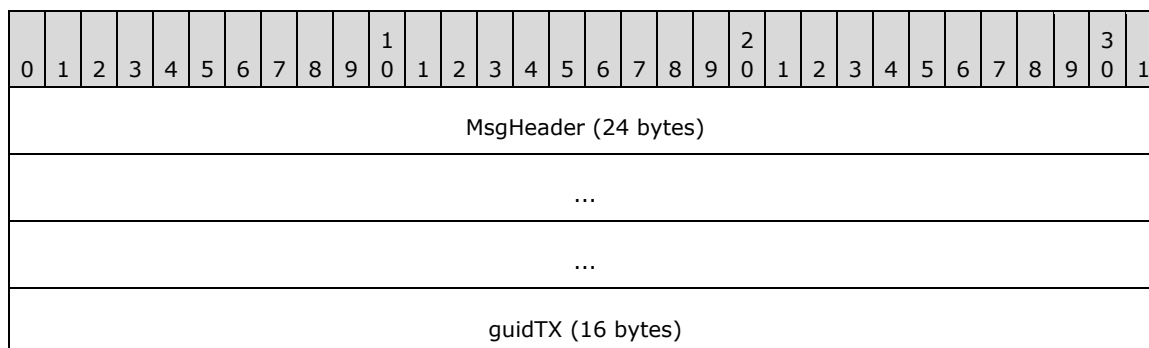 1 2 3
0 1 2 3 4 5 6 7 8 9 0 1 2 3 4 5 6 7 8 9 0 1 2 3 4 5 6 7 8 9 0 1
MsgHeader (24 bytes)
...
...
guidTX (16 bytes)